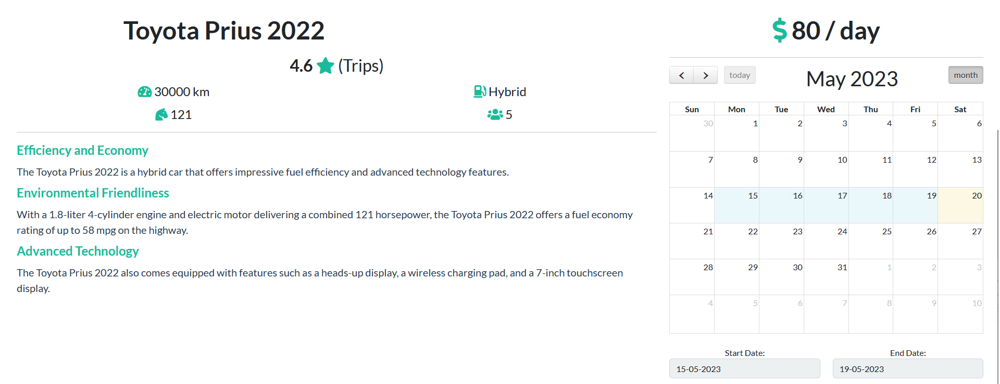 Toyota Prius 2022
4.6 (Trips)
30000 km
Hybrid
121
5
Efficiency and Economy
The Toyota Prius 2022 is a hybrid car that offers impressive fuel efficiency and advanced technology features.
Environmental Friendliness
With a 1.8-liter 4-cylinder engine and electric motor delivering a combined 121 horsepower, the Toyota Prius 2022 offers a fuel economy
rating of up to 58 mpg on the highway.
Advanced Technology
The Toyota Prius 2022 also comes equipped with features such as a heads-up display, a wireless charging pad, and a 7-inch touchscreen
display.
$ 80 / day
today
May 2023
month
Sun Mon Tue Wed Thu Fri Sat
30 1 2 3 4 5 6
7 8 9 10 11 12 13
14 15 16 17 18 19 20
21 22 23 24 25 26 27
28 29 30 31 1 2 3
4 5 6 7 8 9 10
Start Date: End Date:
15-05-2023 19-05-2023